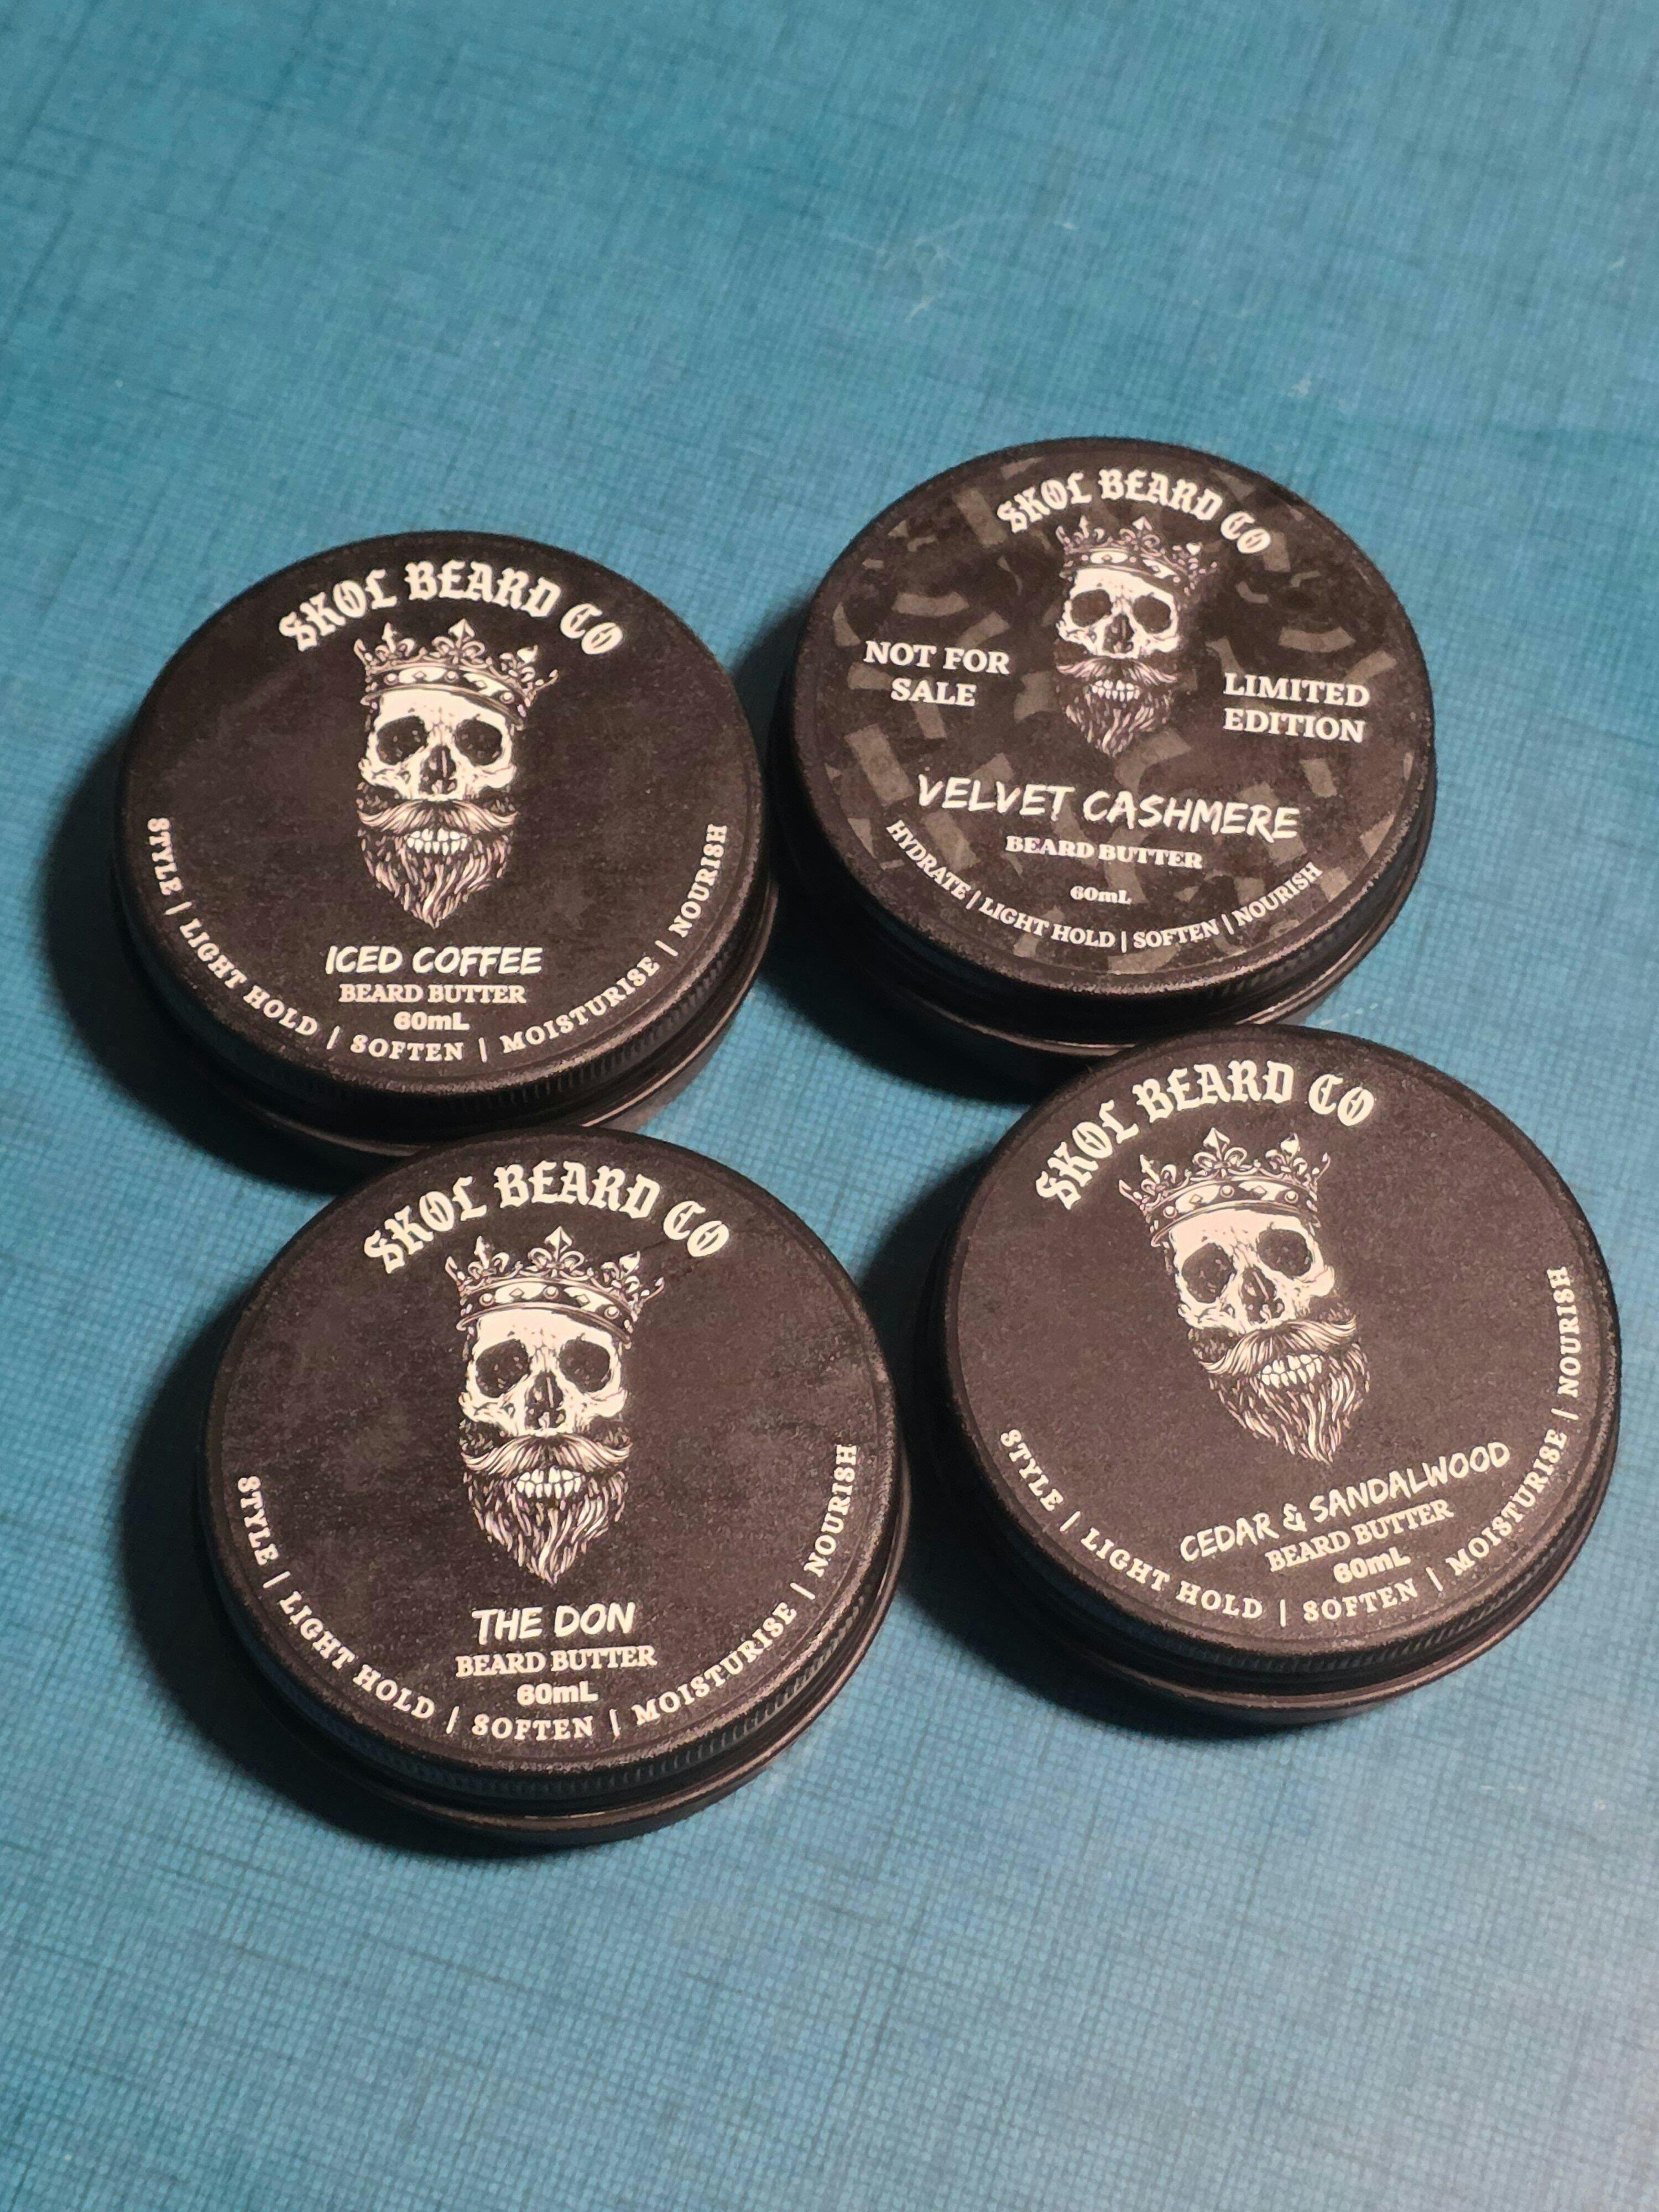 SKOL BEARD CO
ICED COFFEE
BEARD BUTTER
60mL
STYLE | LIGHT HOLD | SOFTEN | MOISTURISE | NOURISH
SKOL BEARD CO
NOT FOR
SALE
LIMITED
EDITION
VELVET CASHMERE
BEARD BUTTER
60mL
HYDRATE | LIGHT HOLD | SOFTEN | NOURISH
SKOL BEARD CO
THE DON
BEARD BUTTER
60mL
STYLE | LIGHT HOLD | SOFTEN | MOISTURISE | NOURISH
SKOL BEARD CO
CEDAR & SANDALWOOD
BEARD BUTTER
60mL
STYLE | LIGHT HOLD | SOFTEN | MOISTURISE | NOURISH